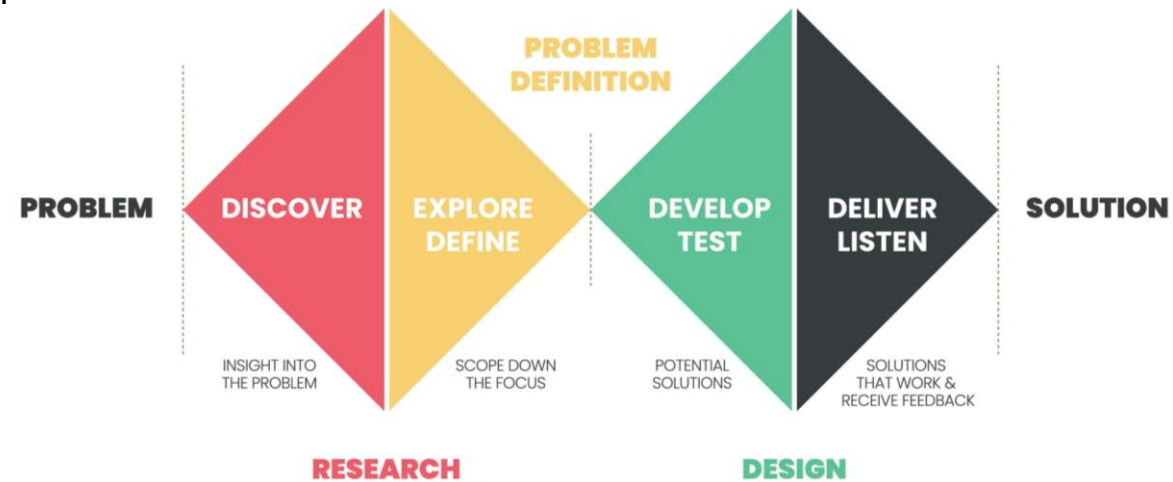 PROBLEM
DEFINITION
PROBLEM
DISCOVER
EXPLORE
DEFINE
DEVELOP
TEST
DELIVER
LISTEN
SOLUTION
INSIGHT INTO
THE PROBLEM
SCOPE DOWN
THE FOCUS
POTENTIAL
SOLUTIONS
SOLUTIONS
THAT WORK &
RECEIVE FEEDBACK
RESEARCH
DESIGN